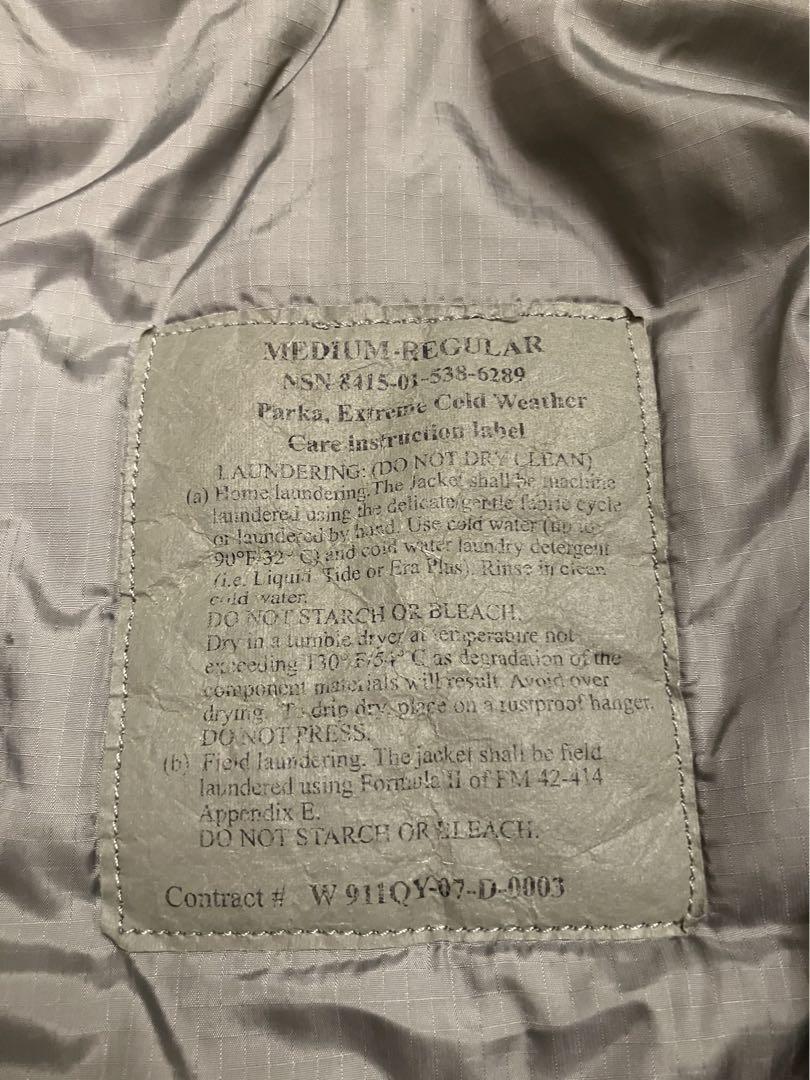 MEDIUM-REGULAR
NSN 8415-01-538-6289
Parka, Extreme Cold Weather
Care instruction label
LAUNDERING: (DO NOT DRY CLEAN)
(a) Home laundering. The Jacket shall be machine
laundered using the delicate/gentle fabric cycle
or laundered by hand. Use cold water (up to
90°F/32° C) and cold water laundry detergent
(i.e. Liquid Tide or Era Plus). Rinse in clean
cold water.
DO NOT STARCH OR BLEACH.
Dry in a tumble dryer at temperature not
exceeding 130° F/54° C as degradation of the
component materials will result. Avoid over
drying. To drip dry, place on a rustproof hanger.
DO NOT PRESS.
(b) Field laundering. The jacket shall be field
laundered using Formula II of FM 42-414
Appendix E.
DO NOT STARCH OR BLEACH.
Contract # W 911QY-07-D-0003